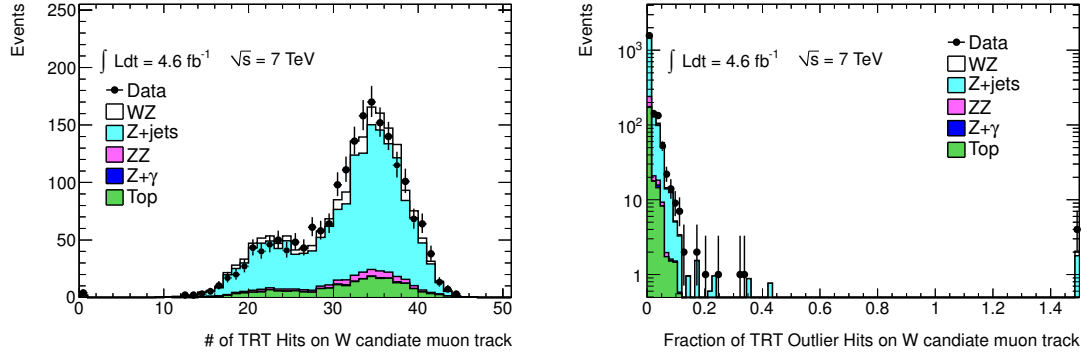 Events
250
200
150
100
50
0
∫ Ldt = 4.6 fb⁻¹ √s = 7 TeV
Data
WZ
Z+jets
ZZ
Z+γ
Top
0 10 20 30 40 50
# of TRT Hits on W candiate muon track
Events
10³
10²
10
1
∫ Ldt = 4.6 fb⁻¹ √s = 7 TeV
Data
WZ
Z+jets
ZZ
Z+γ
Top
0 0.2 0.4 0.6 0.8 1 1.2 1.4
Fraction of TRT Outlier Hits on W candiate muon track